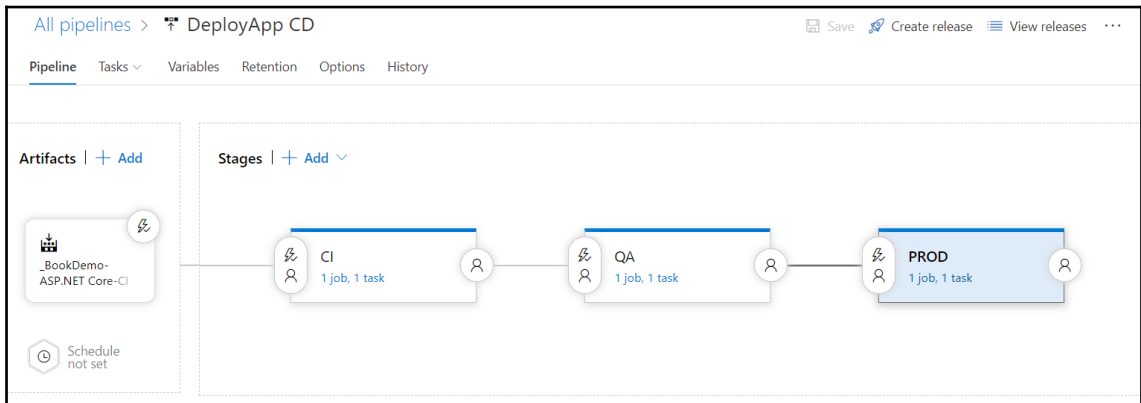 All pipelines > DeployApp CD
Save Create release View releases ...
Pipeline Tasks Variables Retention Options History
Artifacts | + Add
Stages | + Add
_BookDemo-
ASP.NET Core-CI
CI
1 job, 1 task
QA
1 job, 1 task
PROD
1 job, 1 task
Schedule
not set